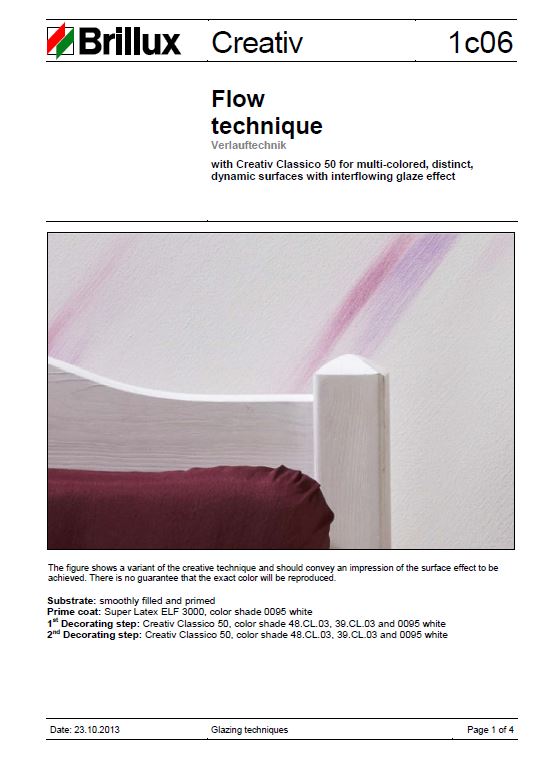 Brillux Creativ 1c06
Flow
technique
Verlauftechnik
with Creativ Classico 50 for multi-colored, distinct,
dynamic surfaces with interflowing glaze effect
The figure shows a variant of the creative technique and should convey an impression of the surface effect to be
achieved. There is no guarantee that the exact color will be reproduced.
Substrate: smoothly filled and primed
Prime coat: Super Latex ELF 3000, color shade 0095 white
1st Decorating step: Creativ Classico 50, color shade 48.CL.03, 39.CL.03 and 0095 white
2nd Decorating step: Creativ Classico 50, color shade 48.CL.03, 39.CL.03 and 0095 white
Date: 23.10.2013 Glazing techniques Page 1 of 4